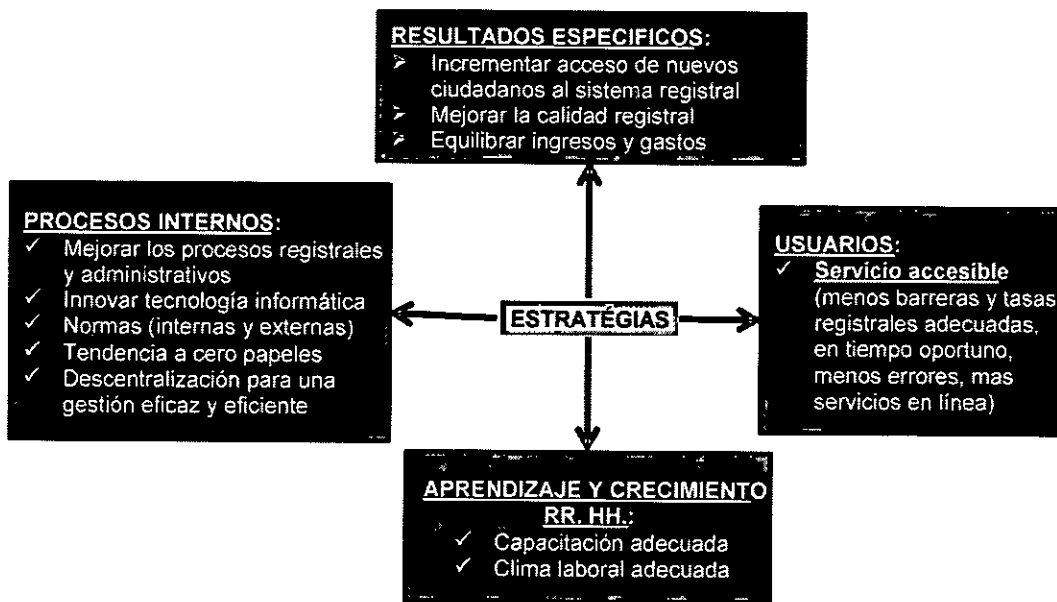 RESULTADOS ESPECIFICOS:
➢ Incrementar acceso de nuevos
ciudadanos al sistema registral
➢ Mejorar la calidad registral
➢ Equilibrar ingresos y gastos
PROCESOS INTERNOS:
✓ Mejorar los procesos registrales
y administrativos
✓ Innovar tecnología informática
✓ Normas (internas y externas)
✓ Tendencia a cero papeles
✓ Descentralización para una
gestión eficaz y eficiente
ESTRATÉGIAS
USUARIOS:
✓ Servicio accesible
(menos barreras y tasas
registrales adecuadas,
en tiempo oportuno,
menos errores, mas
servicios en línea)
APRENDIZAJE Y CRECIMIENTO
RR. HH.:
✓ Capacitación adecuada
✓ Clima laboral adecuada